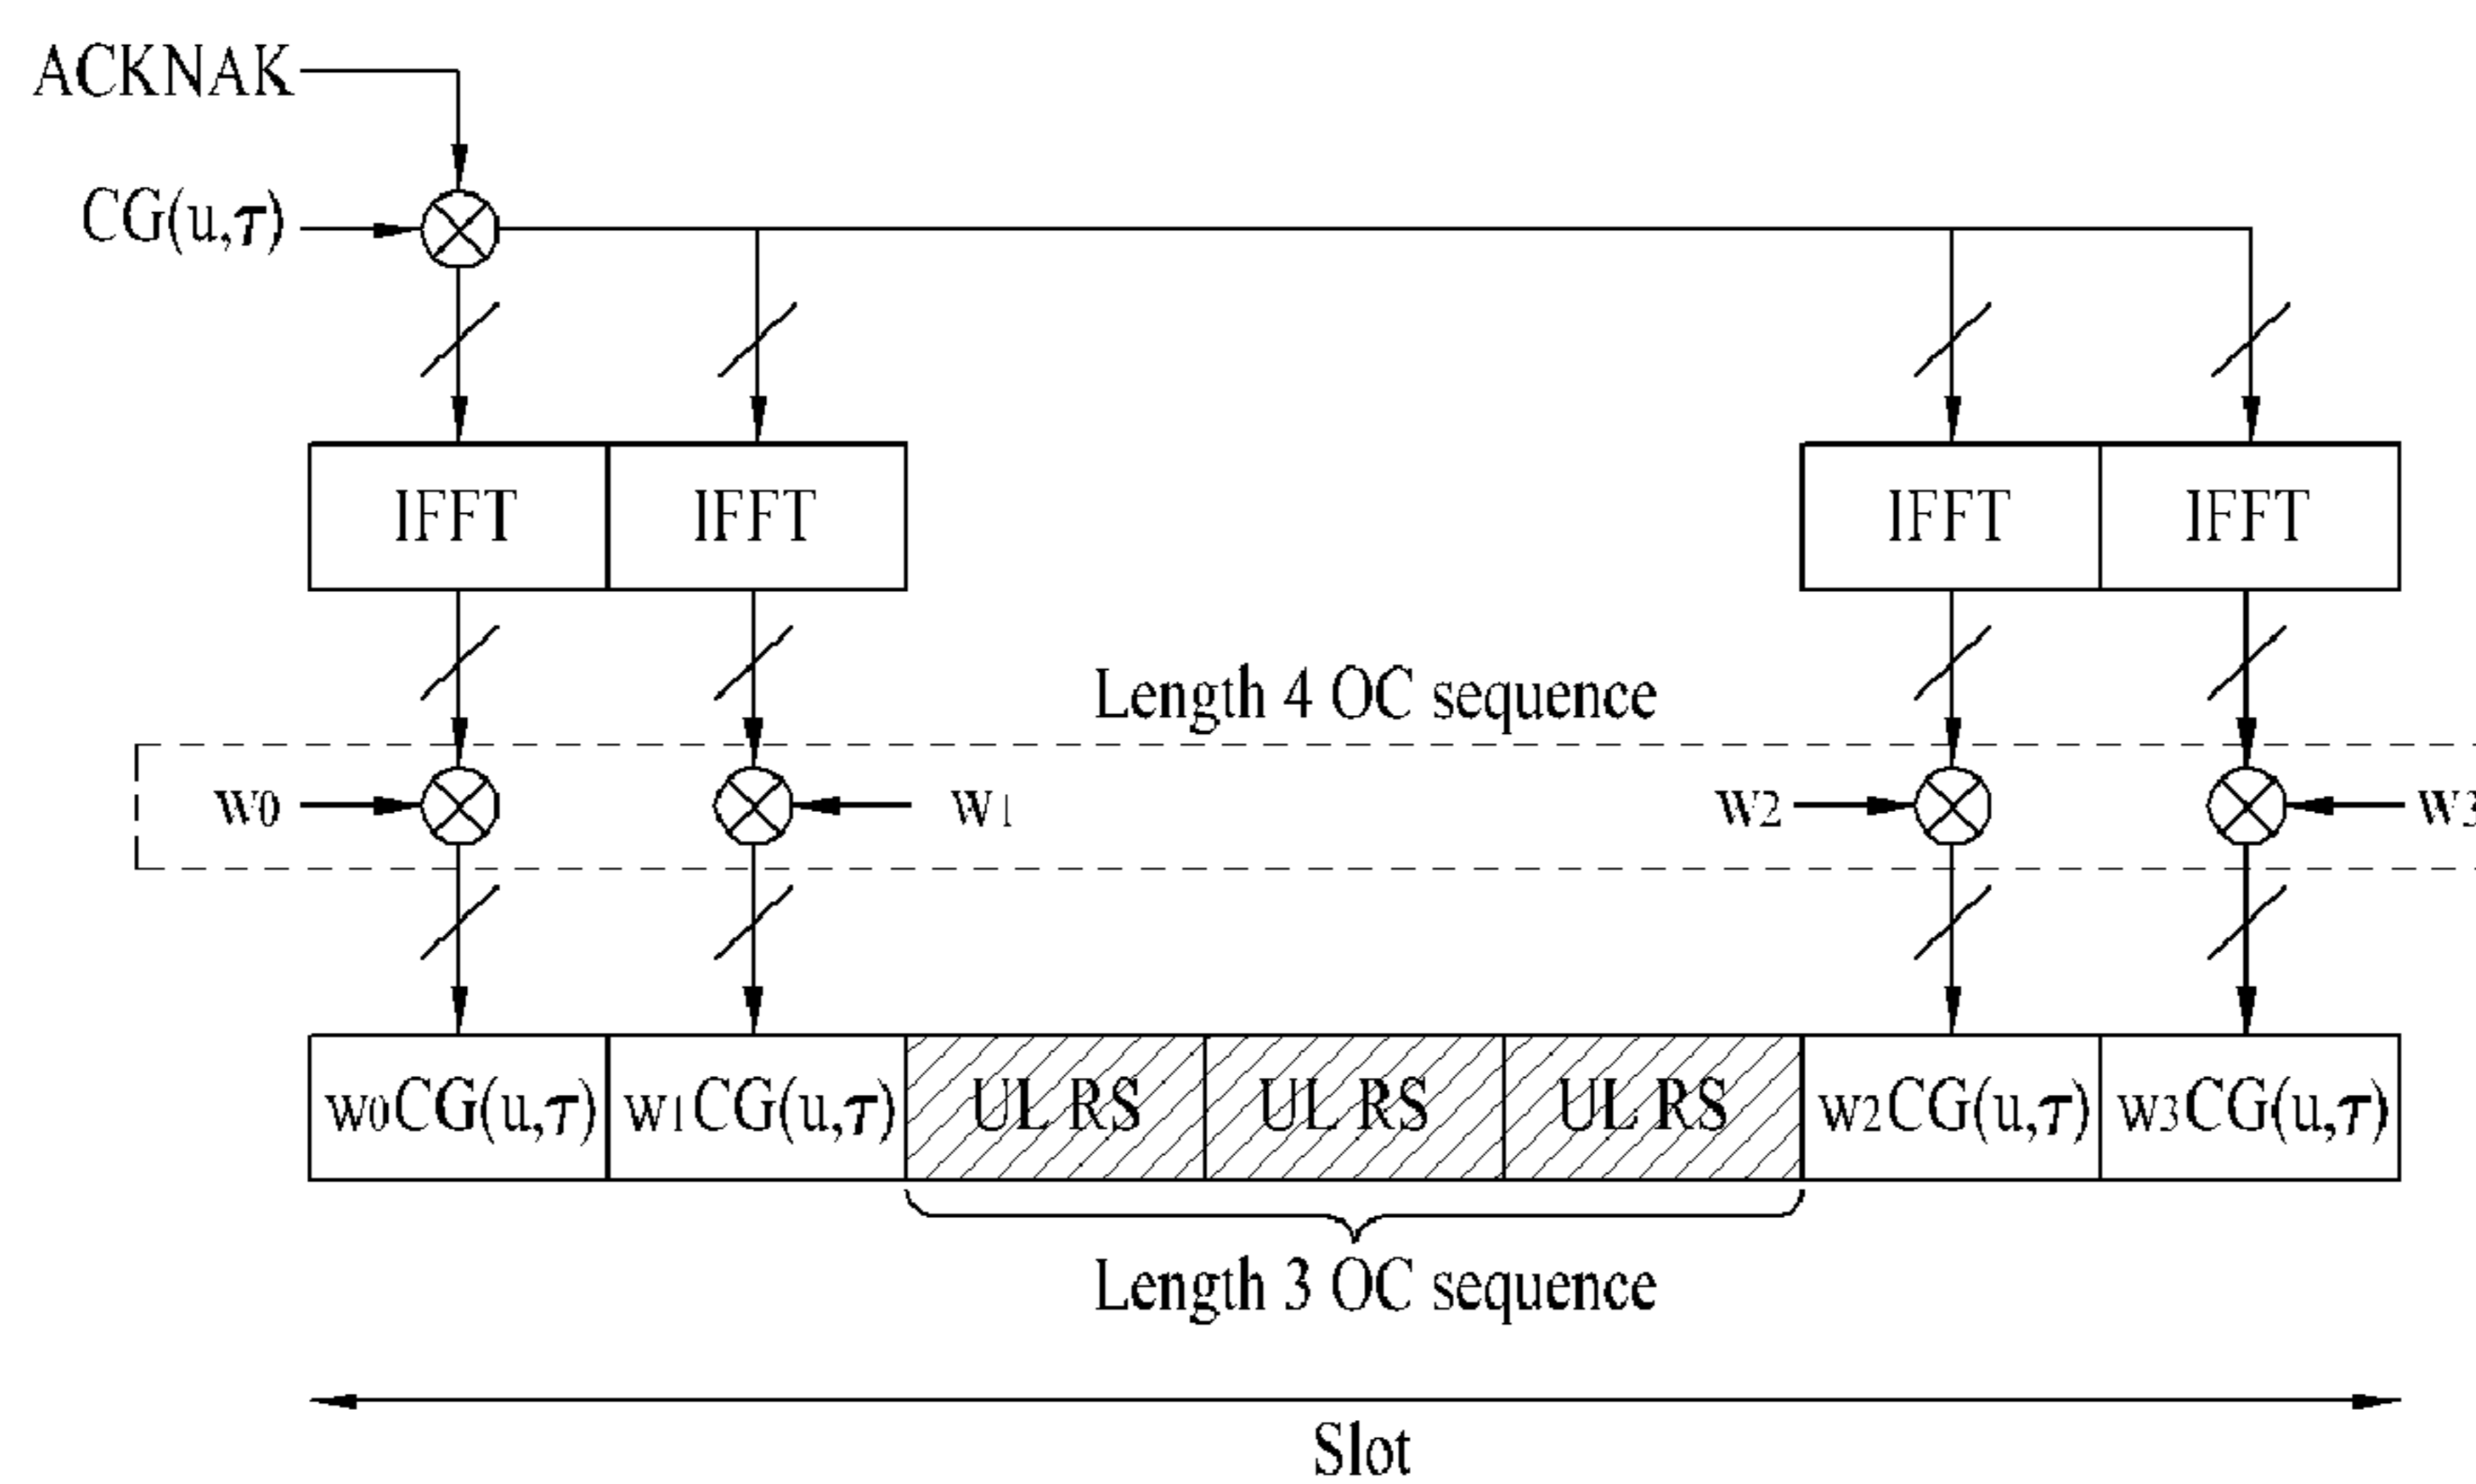 ACKNAK
CG(u,τ)
IFFT IFFT IFFT IFFT
Length 4 OC sequence
w0 w1 w2 w3
w0CG(u,τ) w1CG(u,τ) UL RS UL RS UL RS w2CG(u,τ) w3CG(u,τ)
Length 3 OC sequence
Slot